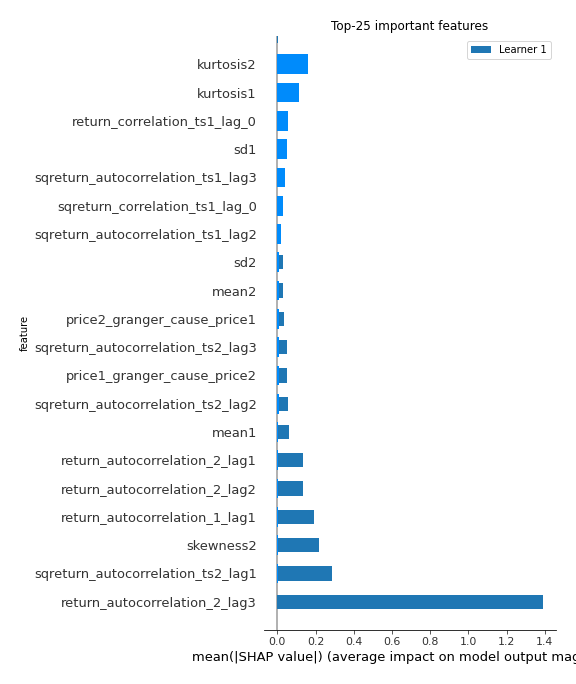 Top-25 important features
Learner 1
kurtosis2
kurtosis1
return_correlation_ts1_lag_0
sd1
sqreturn_autocorrelation_ts1_lag3
sqreturn_correlation_ts1_lag_0
sqreturn_autocorrelation_ts1_lag2
sd2
mean2
price2_granger_cause_price1
sqreturn_autocorrelation_ts2_lag3
price1_granger_cause_price2
sqreturn_autocorrelation_ts2_lag2
mean1
return_autocorrelation_2_lag1
return_autocorrelation_2_lag2
return_autocorrelation_1_lag1
skewness2
sqreturn_autocorrelation_ts2_lag1
return_autocorrelation_2_lag3
feature
0.0 0.2 0.4 0.6 0.8 1.0 1.2 1.4
mean(|SHAP value|) (average impact on model output mag